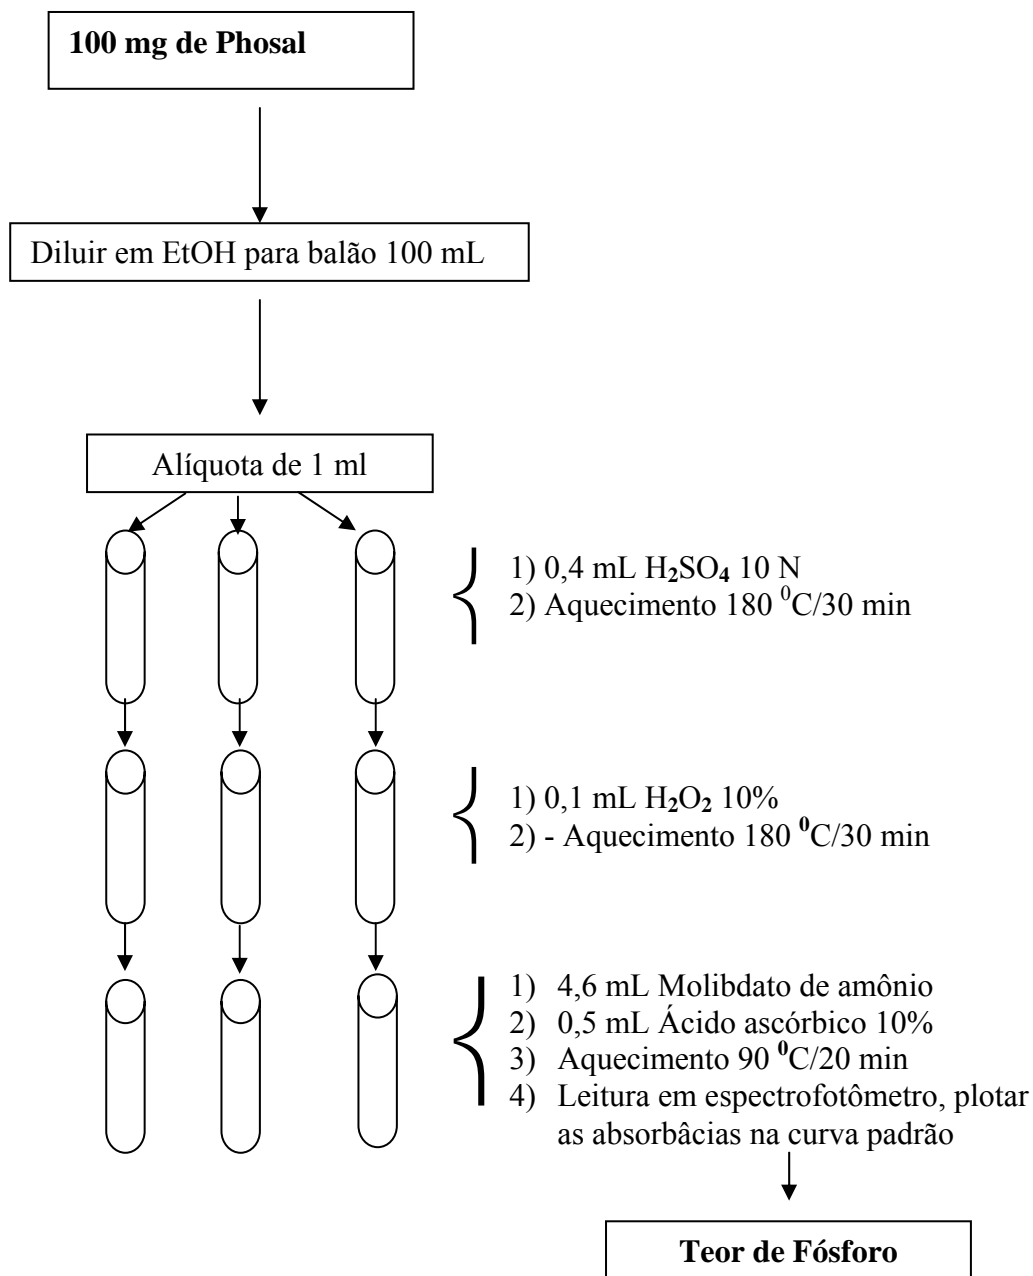 100 mg de Phosal
Diluir em EtOH para balão 100 mL
Alíquota de 1 ml
1) 0,4 mL H₂SO₄ 10 N
2) Aquecimento 180 ⁰C/30 min
1) 0,1 mL H₂O₂ 10%
2) - Aquecimento 180 ⁰C/30 min
1) 4,6 mL Molibdato de amônio
2) 0,5 mL Ácido ascórbico 10%
3) Aquecimento 90 ⁰C/20 min
4) Leitura em espectrofotômetro, plotar
as absorbâcias na curva padrão
Teor de Fósforo